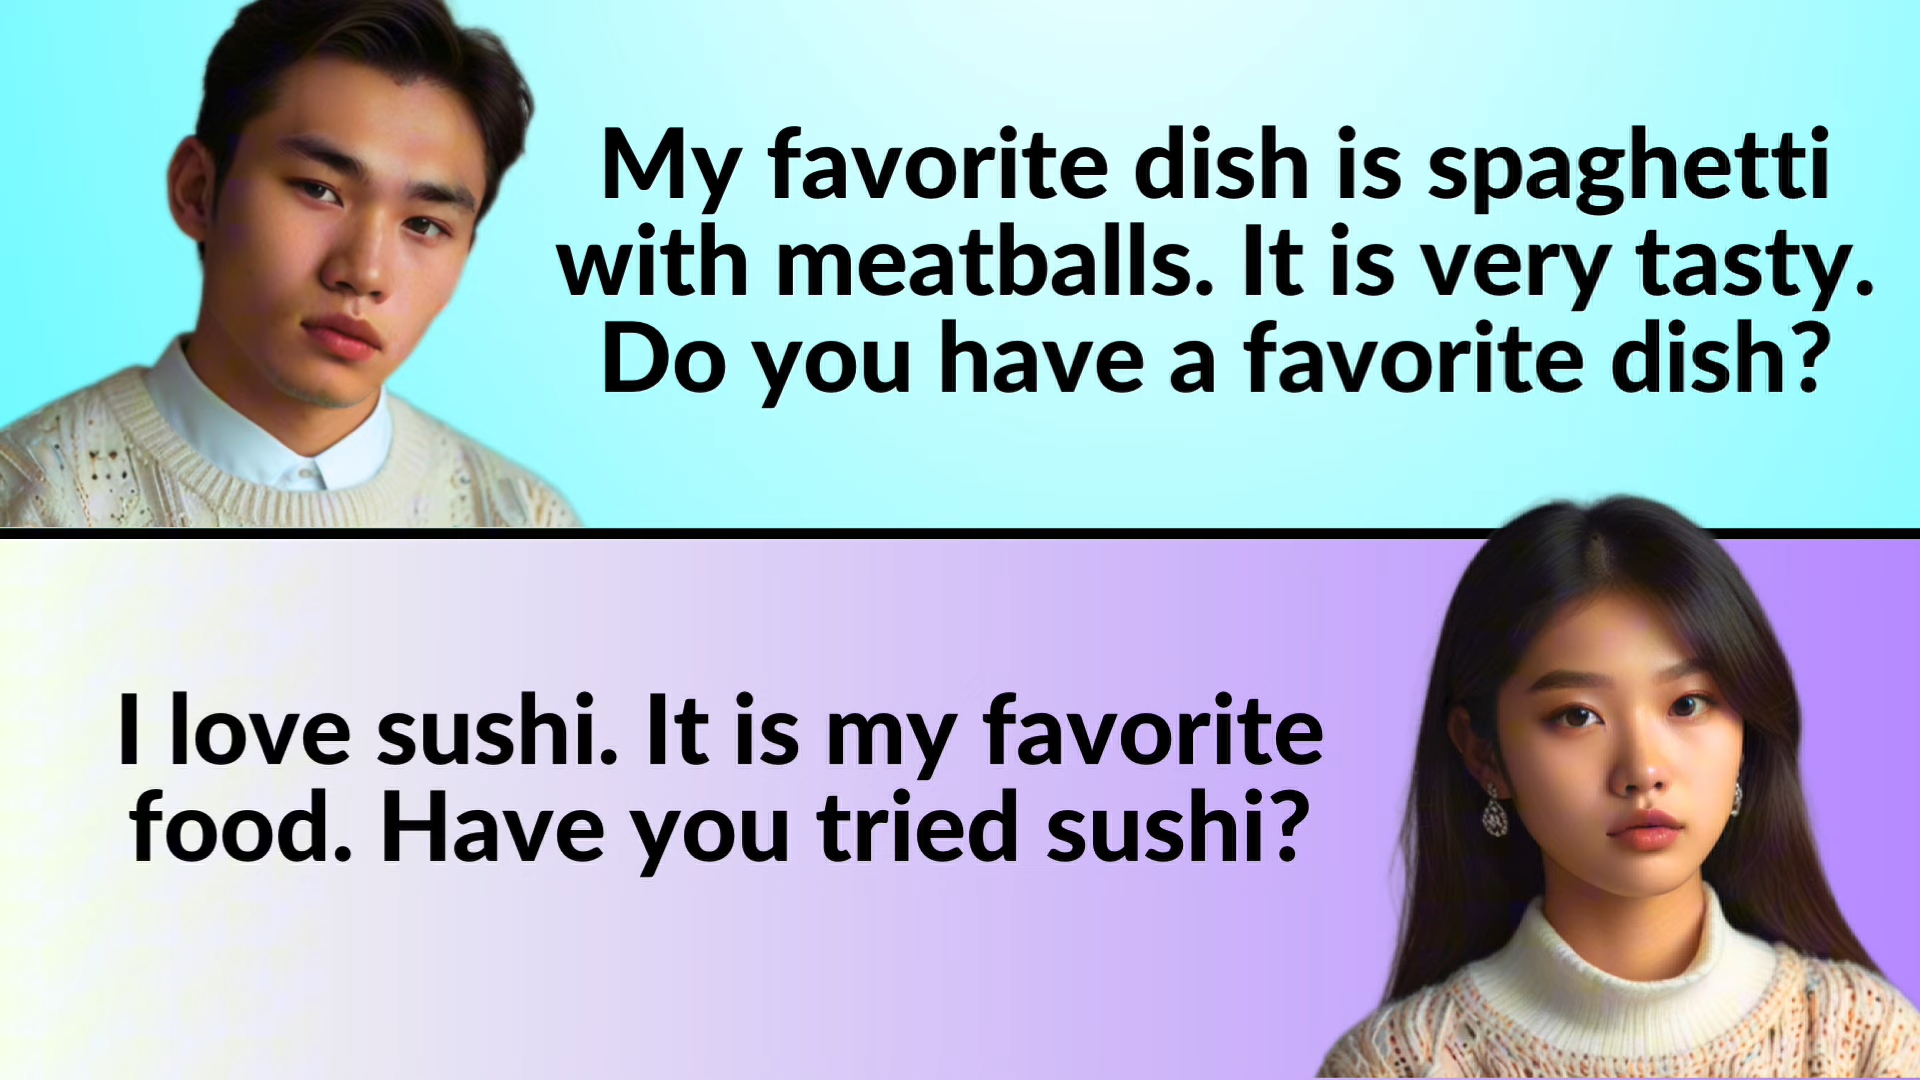 My favorite dish is spaghetti
with meatballs. It is very tasty.
Do you have a favorite dish?
I love sushi. It is my favorite
food. Have you tried sushi?